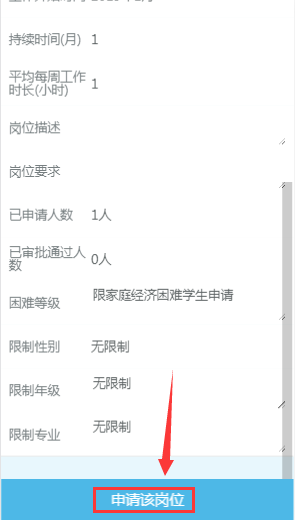 持续时间(月) 1
平均每周工作
时长(小时) 1
岗位描述
岗位要求
已申请人数 1人
已审批通过人
数 0人
困难等级 限家庭经济困难学生申请
限制性别 无限制
限制年级 无限制
限制专业 无限制
申请该岗位